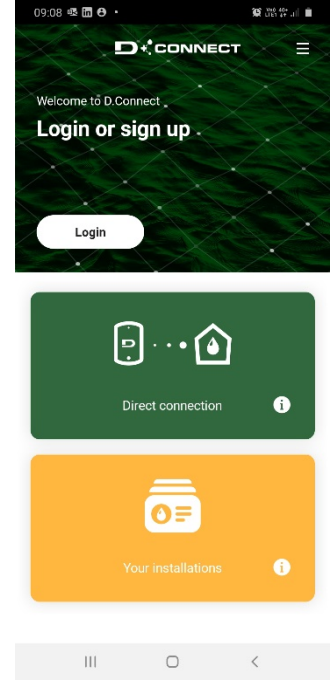 09:08
D+CONNECT
Welcome to D.Connect
Login or sign up
Login
D
Direct connection
i
Your installations
i